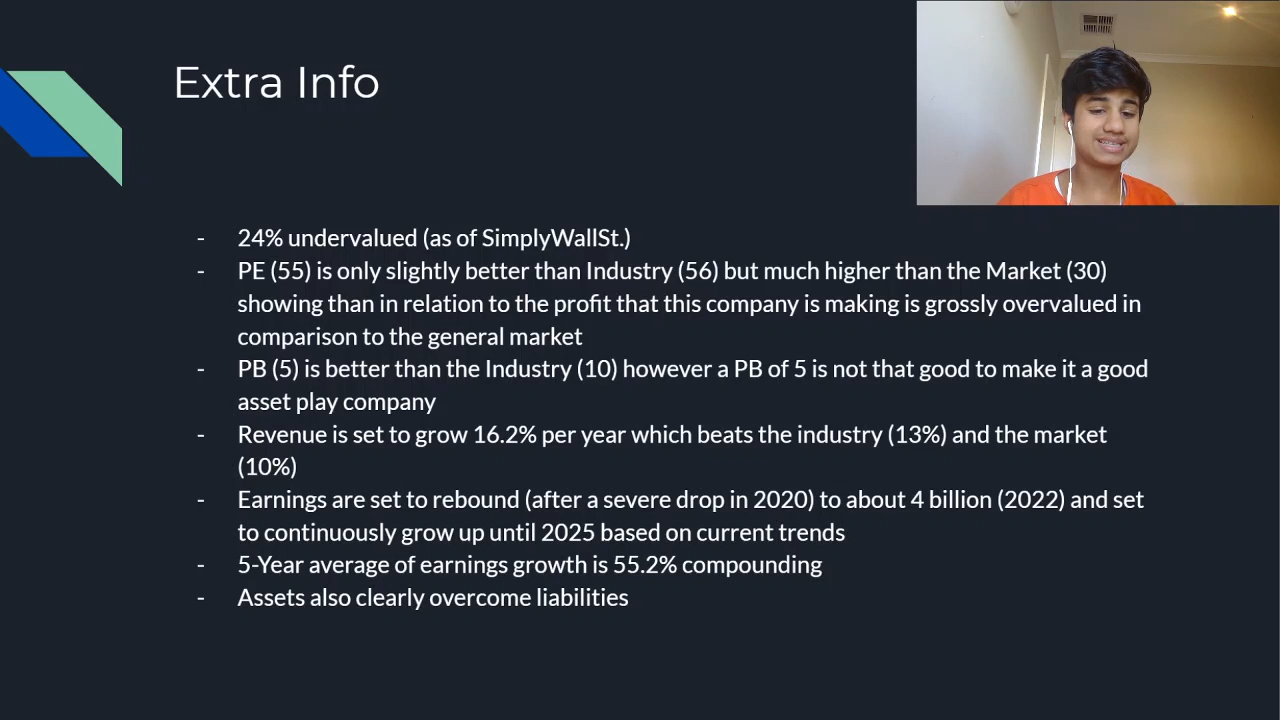 Extra Info
- 24% undervalued (as of SimplyWallSt.)
- PE (55) is only slightly better than Industry (56) but much higher than the Market (30)
showing than in relation to the profit that this company is making is grossly overvalued in
comparison to the general market
- PB (5) is better than the Industry (10) however a PB of 5 is not that good to make it a good
asset play company
- Revenue is set to grow 16.2% per year which beats the industry (13%) and the market
(10%)
- Earnings are set to rebound (after a severe drop in 2020) to about 4 billion (2022) and set
to continuously grow up until 2025 based on current trends
- 5-Year average of earnings growth is 55.2% compounding
- Assets also clearly overcome liabilities